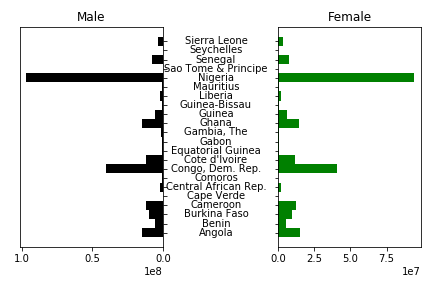 Male
Female
Sierra Leone
Seychelles
Senegal
Sao Tome & Principe
Nigeria
Mauritius
Liberia
Guinea-Bissau
Guinea
Ghana
Gambia, The
Gabon
Equatorial Guinea
Cote d'Ivoire
Congo, Dem. Rep.
Comoros
Central African Rep.
Cape Verde
Cameroon
Burkina Faso
Benin
Angola
1.0 0.5 0.0
1e8
0.0 2.5 5.0 7.5
1e7